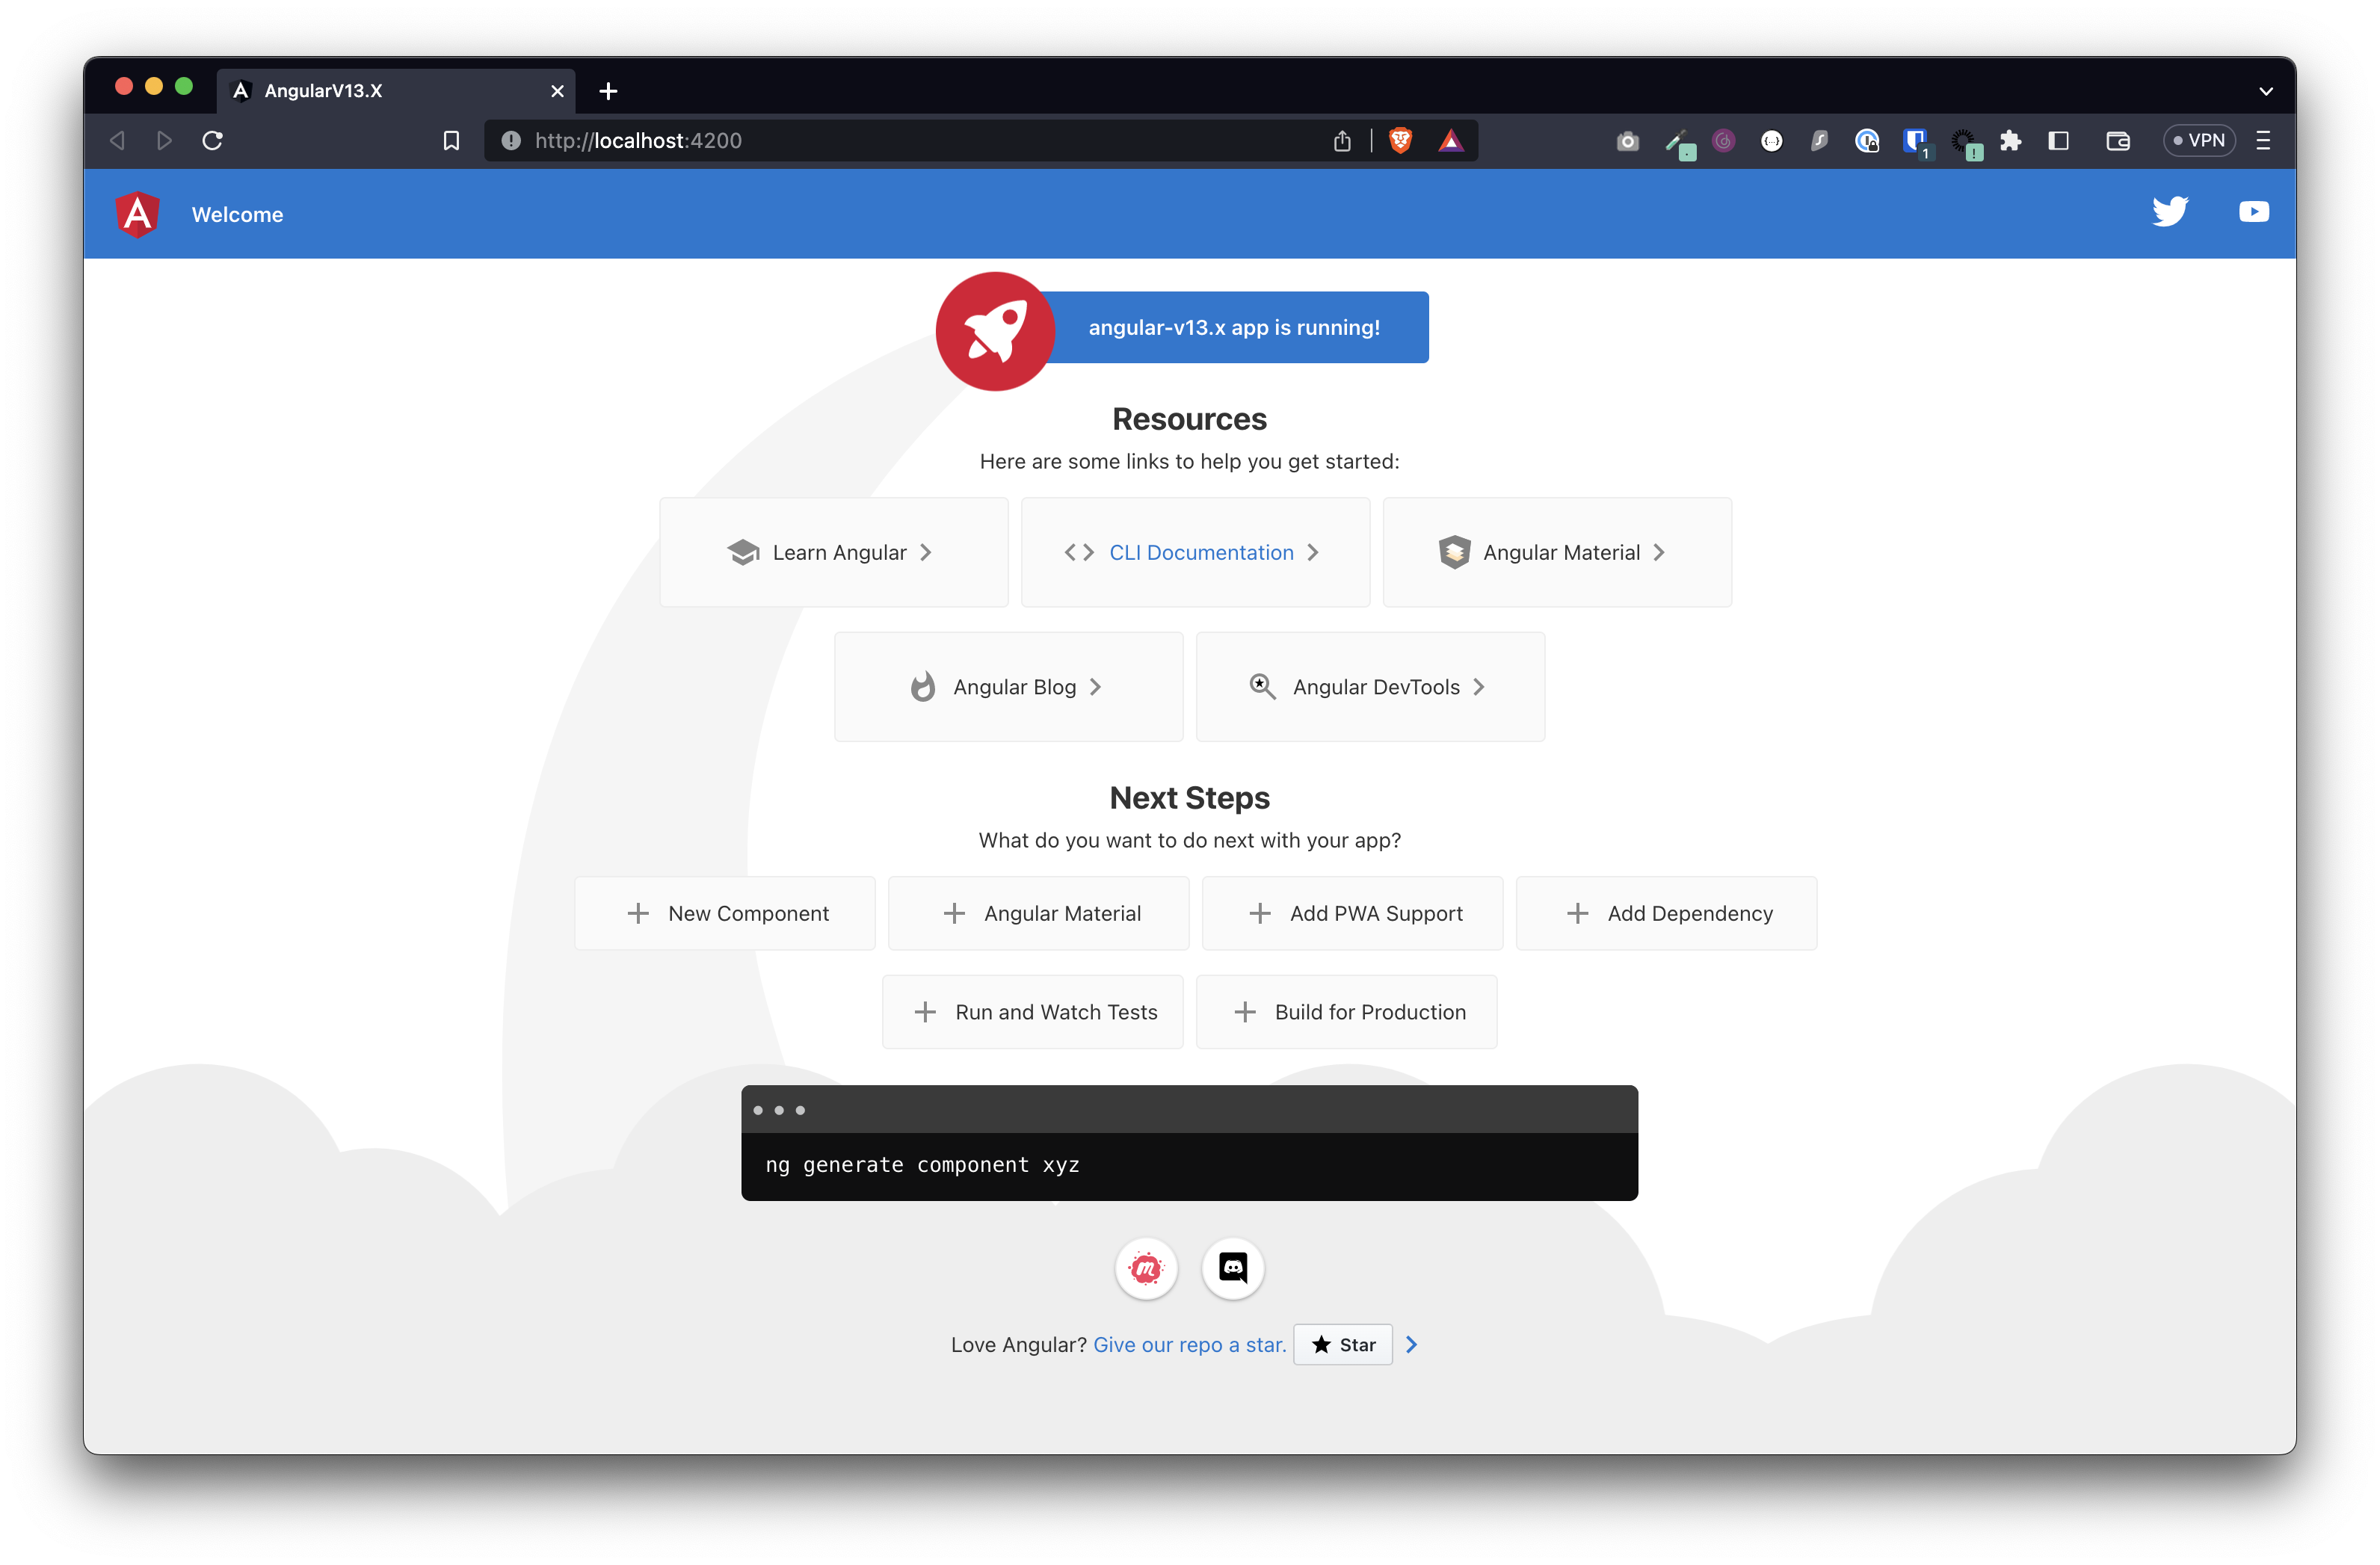 AngularV13.X
http://localhost:4200
1
!
VPN
Welcome
angular-v13.x app is running!
Resources
Here are some links to help you get started:
Learn Angular
CLI Documentation
Angular Material
Angular Blog
Angular DevTools
Next Steps
What do you want to do next with your app?
New Component
Angular Material
Add PWA Support
Add Dependency
Run and Watch Tests
Build for Production
ng generate component xyz
Love Angular? Give our repo a star. Star